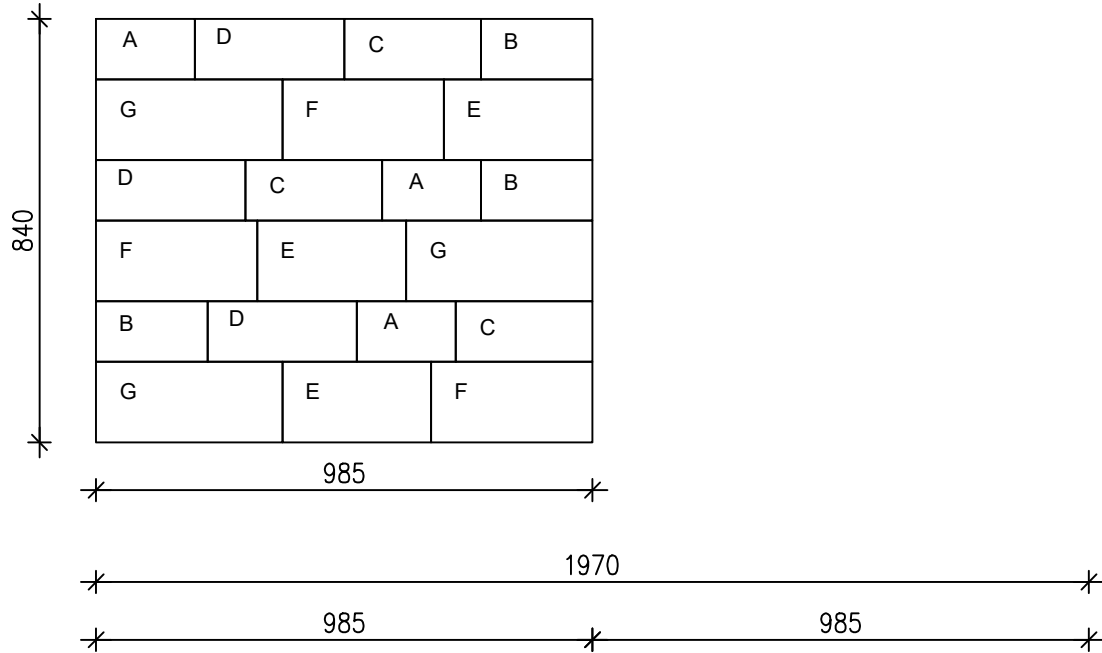 A D C B
G F E
D C A B
840
F E G
B D A C
G E F
985
1970
985 985